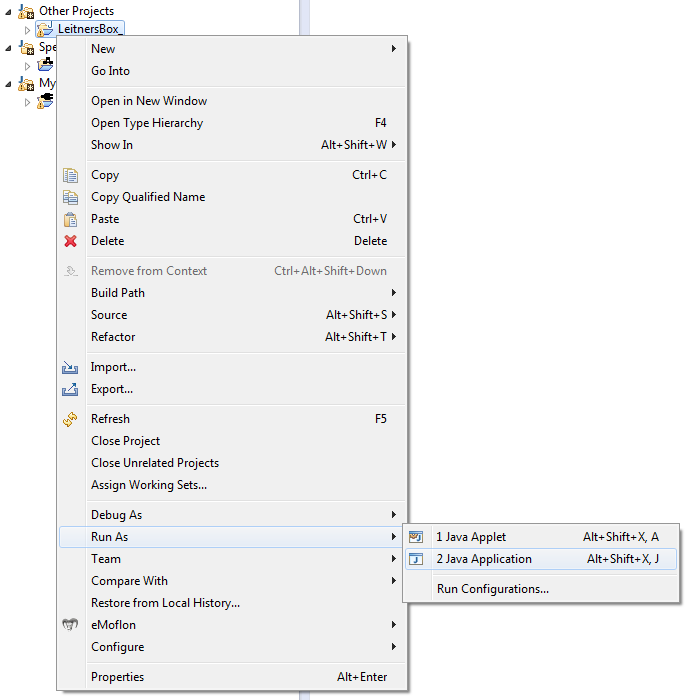 Other Projects
LeitnersBox_
Spe
My
New
Go Into
Open in New Window
Open Type Hierarchy F4
Show In Alt+Shift+W
Copy Ctrl+C
Copy Qualified Name
Paste Ctrl+V
Delete Delete
Remove from Context Ctrl+Alt+Shift+Down
Build Path
Source Alt+Shift+S
Refactor Alt+Shift+T
Import...
Export...
Refresh F5
Close Project
Close Unrelated Projects
Assign Working Sets...
Debug As
Run As
1 Java Applet Alt+Shift+X, A
2 Java Application Alt+Shift+X, J
Run Configurations...
Team
Compare With
Restore from Local History...
eMoflon
Configure
Properties Alt+Enter